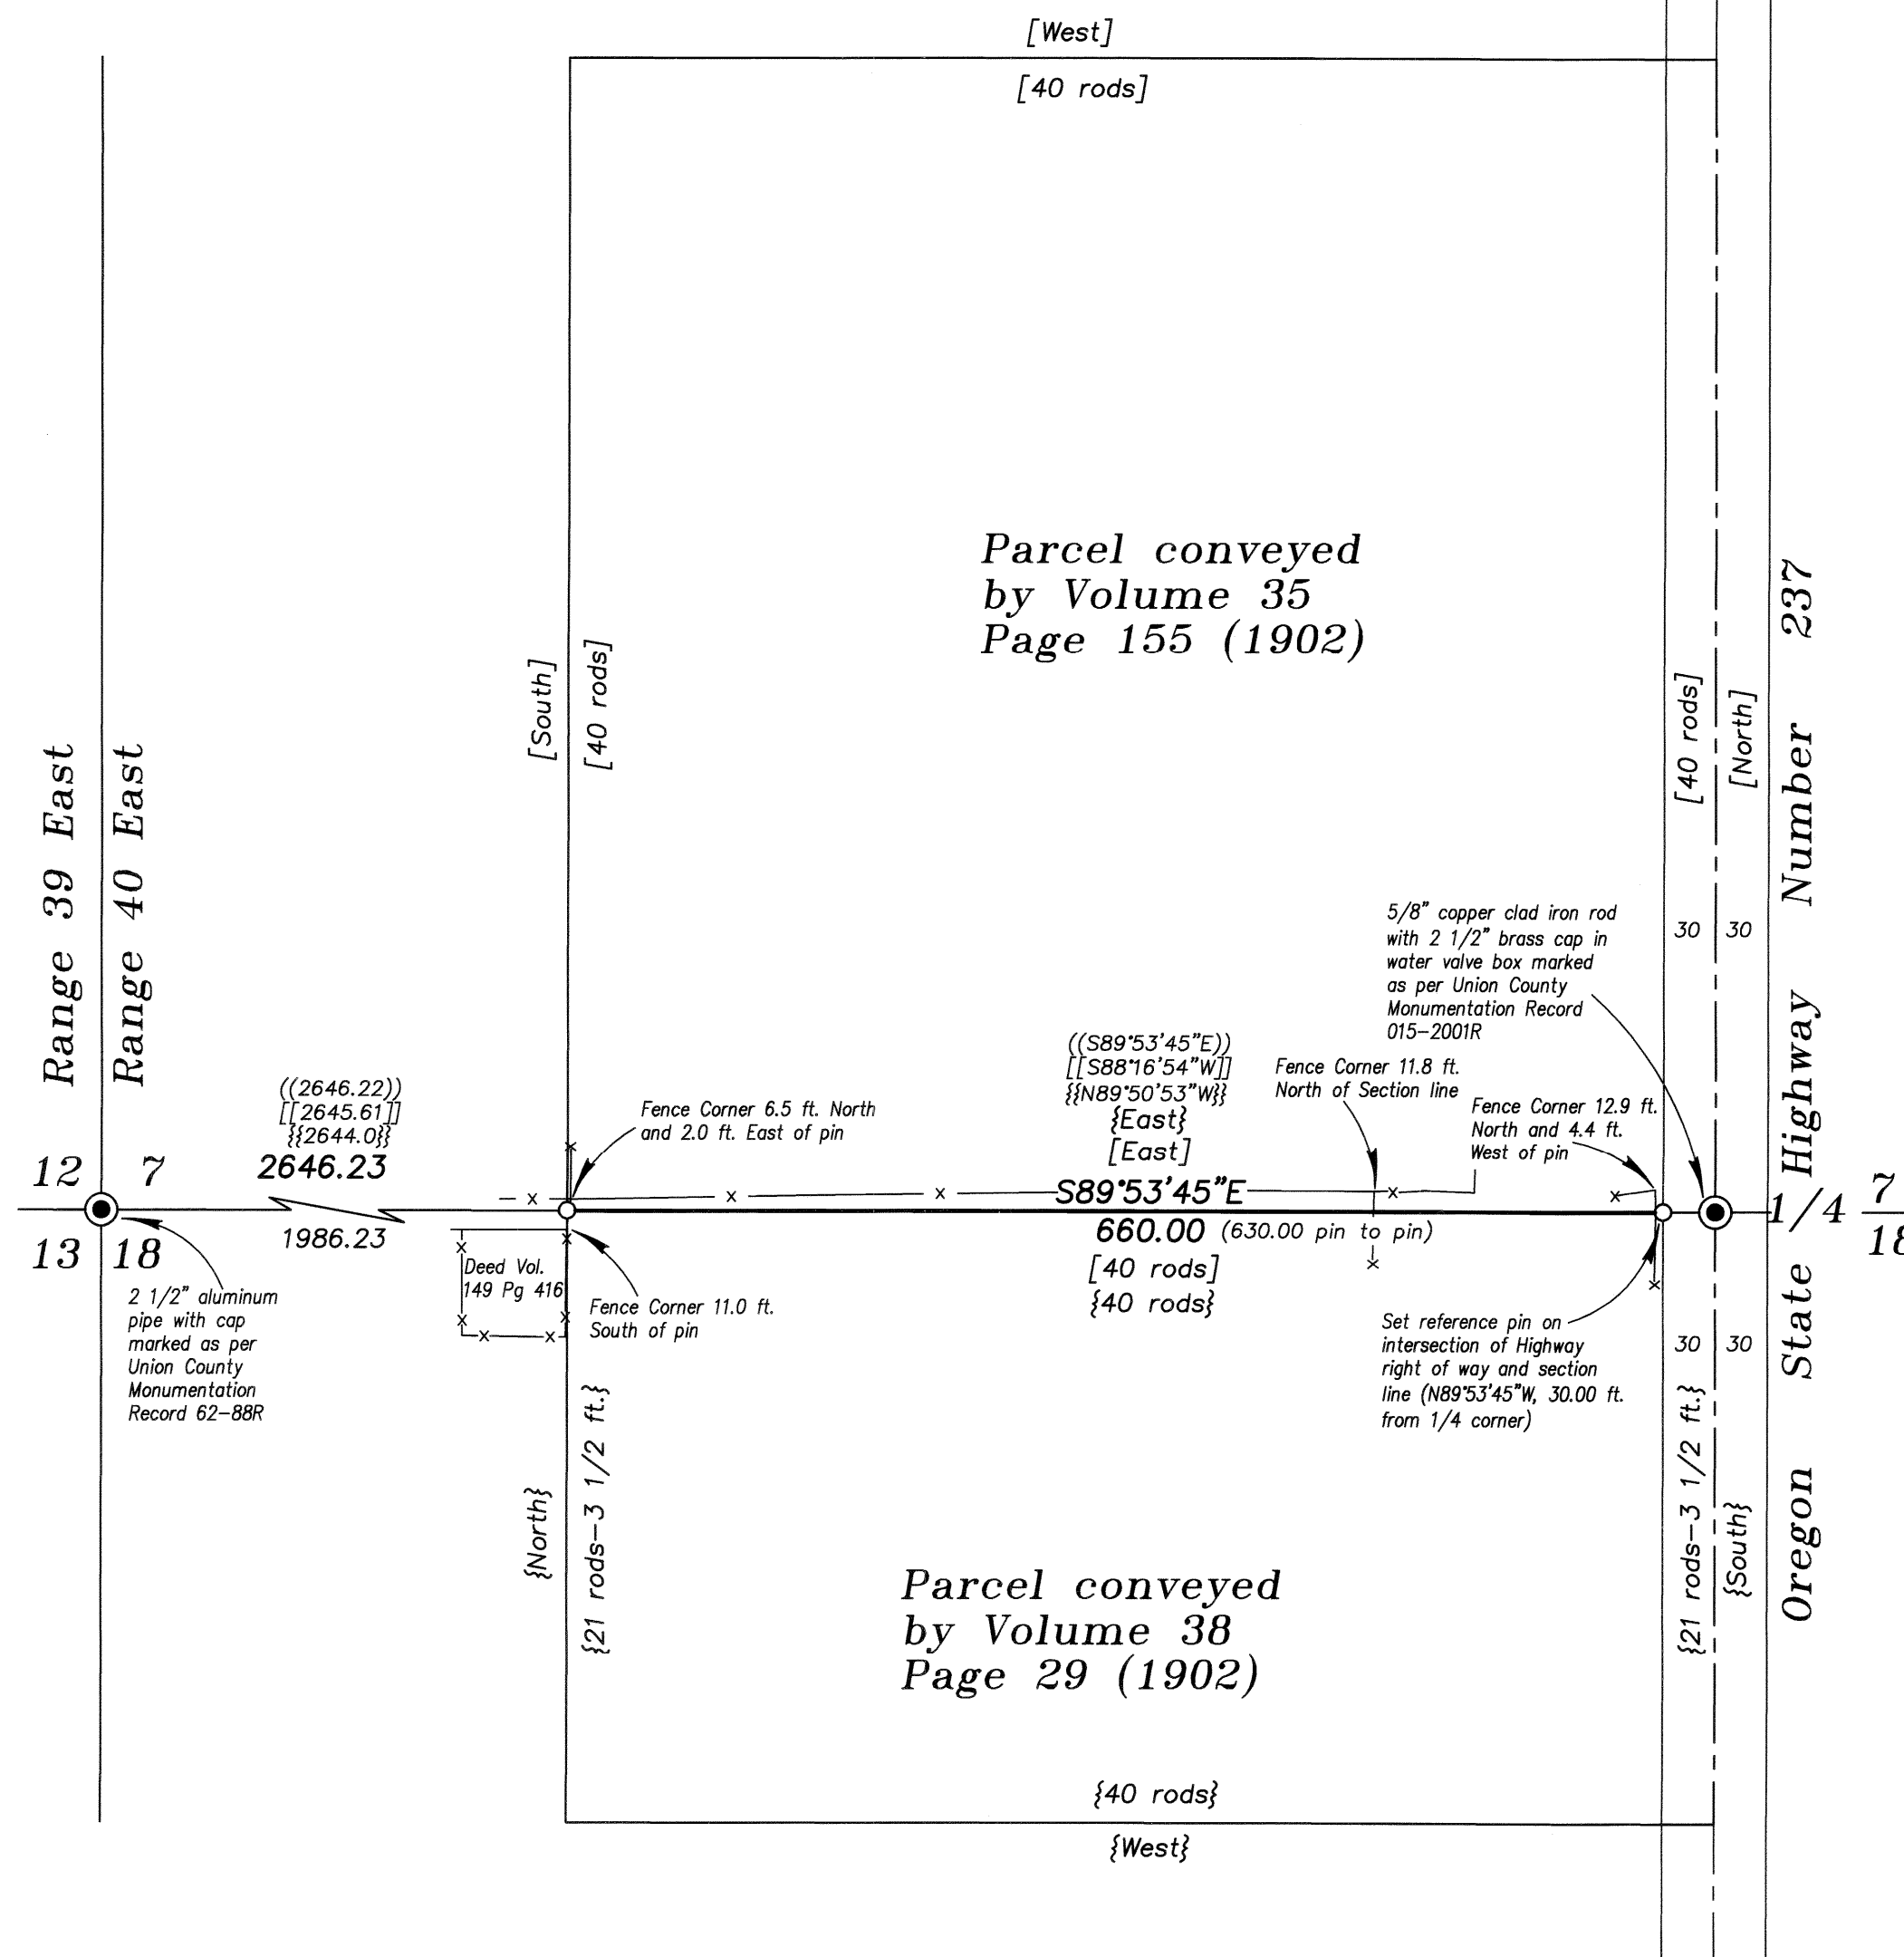 [West]
[40 rods]
Parcel conveyed
by Volume 35
Page 155 (1902)
[South]
[40 rods]
[40 rods]
[North]
Range 39 East
Range 40 East
Oregon State Highway Number 237
30
30
5/8" copper clad iron rod
with 2 1/2" brass cap in
water valve box marked
as per Union County
Monumentation Record
015-2001R
((S89°53'45"E))
[[S88°16'54"W]]
{{N89°50'53"W}}
{East}
[East]
S89°53'45"E
660.00 (630.00 pin to pin)
[40 rods]
{40 rods}
Fence Corner 11.8 ft.
North of Section line
Fence Corner 12.9 ft.
North and 4.4 ft.
West of pin
((2646.22))
[[2645.61]]
{{2644.0}}
2646.23
1986.23
Fence Corner 6.5 ft. North
and 2.0 ft. East of pin
12
7
13
18
1/4
7
18
2 1/2" aluminum
pipe with cap
marked as per
Union County
Monumentation
Record 62-88R
Deed Vol.
149 Pg 416
Fence Corner 11.0 ft.
South of pin
Set reference pin on
intersection of Highway
right of way and section
line (N89°53'45"W, 30.00 ft.
from 1/4 corner)
30
30
{North}
{21 rods-3 1/2 ft.}
{21 rods-3 1/2 ft.}
{South}
Parcel conveyed
by Volume 38
Page 29 (1902)
{40 rods}
{West}